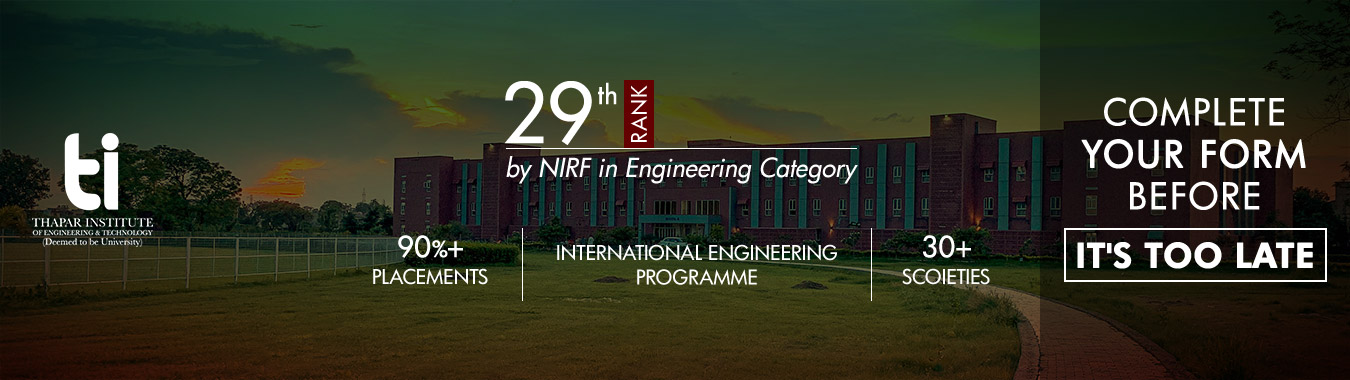 ti
THAPAR INSTITUTE
OF ENGINEERING & TECHNOLOGY
(Deemed to be University)
29th RANK
by NIRF in Engineering Category
90%+
PLACEMENTS
INTERNATIONAL ENGINEERING
PROGRAMME
30+
SCOIETIES
COMPLETE
YOUR FORM
BEFORE
IT'S TOO LATE